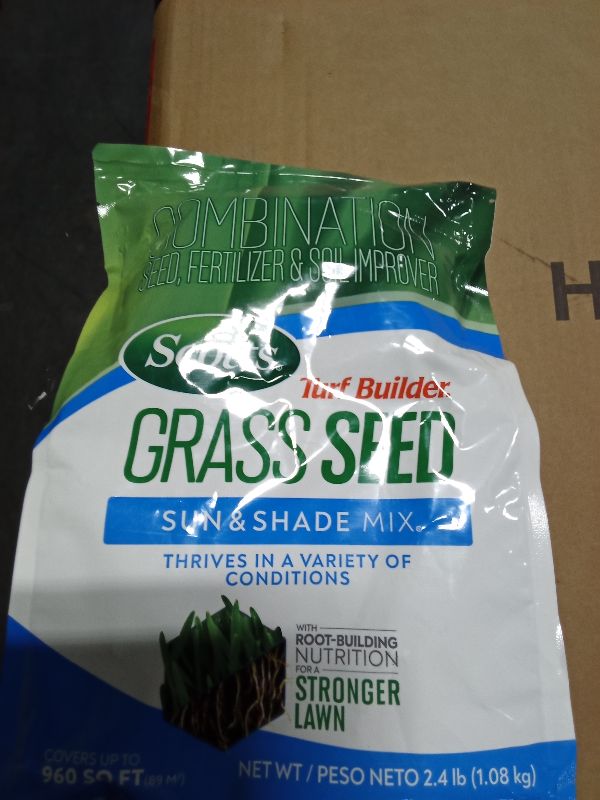 COMBINATION
SEED, FERTILIZER & SOIL IMPROVER
H
Scotts
Turf Builder
GRASS SEED
SUN & SHADE MIX®
THRIVES IN A VARIETY OF
CONDITIONS
WITH
ROOT-BUILDING
NUTRITION
FOR A
STRONGER
LAWN
COVERS UP TO
960 SQ FT (89 M²)
NET WT / PESO NETO 2.4 lb (1.08 kg)